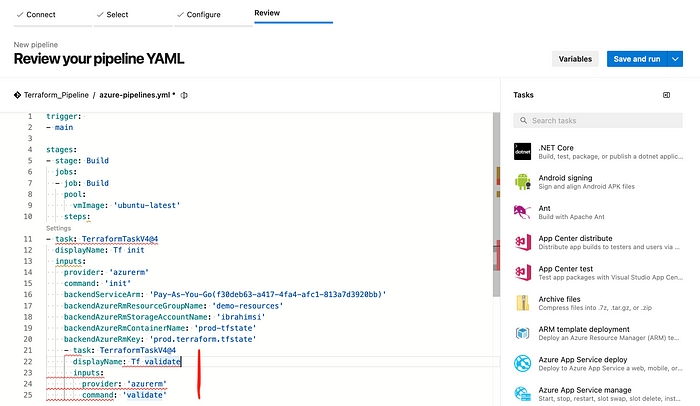 Connect
Select
Configure
Review
New pipeline
Review your pipeline YAML
Variables
Save and run
Terraform_Pipeline / azure-pipelines.yml *
1 trigger:
2 - main
3
4 stages:
5 - stage: Build
6 jobs:
7 - job: Build
8 pool:
9 vmImage: 'ubuntu-latest'
10 steps:
Settings
11 - task: TerraformTaskV4@4
12 displayName: Tf init
13 inputs:
14 provider: 'azurerm'
15 command: 'init'
16 backendServiceArm: 'Pay-As-You-Go(f30deb63-a417-4fa4-afc1-813a7d3920bb)'
17 backendAzureRmResourceGroupName: 'demo-resources'
18 backendAzureRmStorageAccountName: 'ibrahimsi'
19 backendAzureRmContainerName: 'prod-tfstate'
20 backendAzureRmKey: 'prod.terraform.tfstate'
21 - task: TerraformTaskV4@4
22 displayName: Tf validate
23 inputs:
24 provider: 'azurerm'
25 command: 'validate'
Tasks
Search tasks
.NET Core
Build, test, package, or publish a dotnet applic...
Android signing
Sign and align Android APK files
Ant
Build with Apache Ant
App Center distribute
Distribute app builds to testers and users via ...
App Center test
Test app packages with Visual Studio App Cen...
Archive files
Compress files into .7z, .tar.gz, or .zip
ARM template deployment
Deploy an Azure Resource Manager (ARM) te...
Azure App Service deploy
Deploy to Azure App Service a web, mobile, or...
Azure App Service manage
Start, stop, restart, slot swap, slot delete, inst...